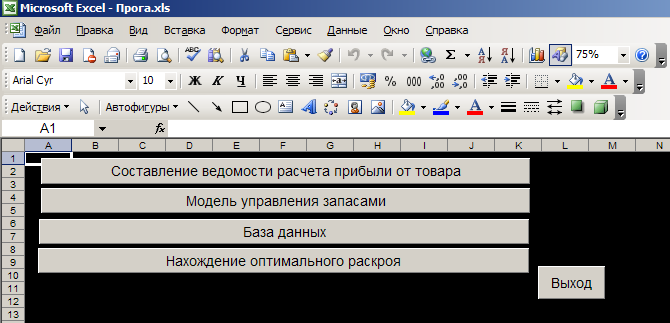 Microsoft Excel - Прога.xls
Файл Правка Вид Вставка Формат Сервис Данные Окно Справка
75%
Arial Cyr 10 Ж К Ч % 000
Действия Автофигуры
A1 fx
A B C D E F G H I J K L M N
1
2 Составление ведомости расчета прибыли от товара
3
4 Модель управления запасами
5
6
7 База данных
8
9 Нахождение оптимального раскроя
10
11 Выход
12
13